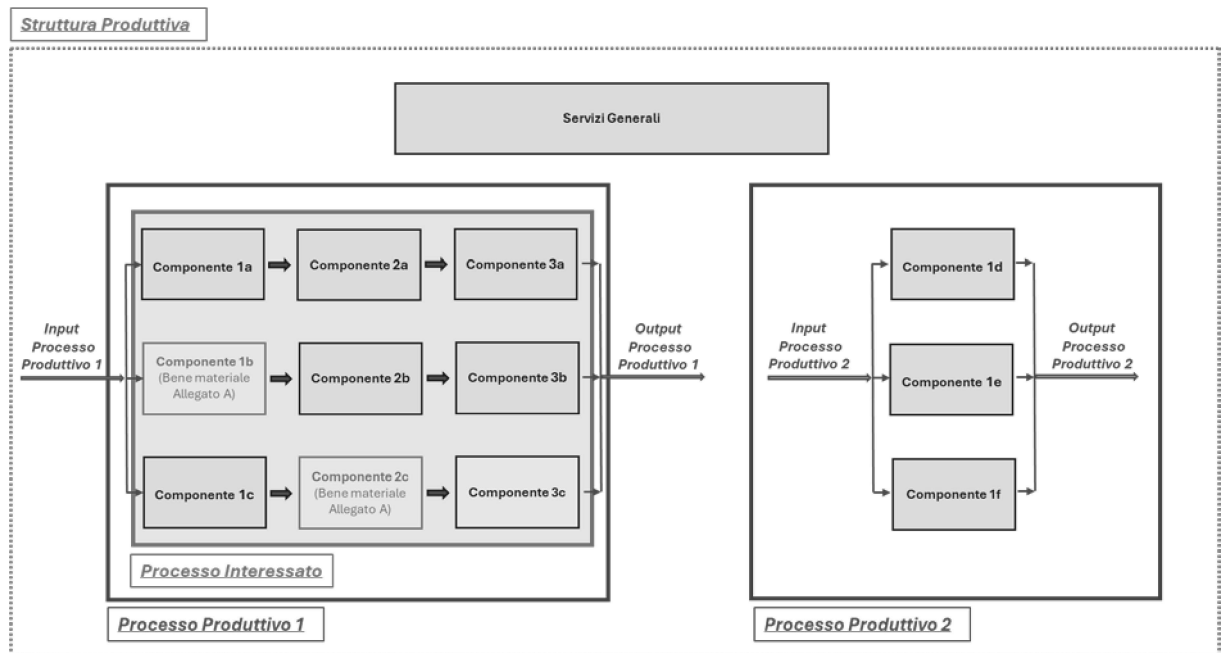 Struttura Produttiva
Servizi Generali
Componente 1a
Componente 2a
Componente 3a
Input
Processo
Produttivo 1
Componente 1b
(Bene materiale
Allegato A)
Componente 2b
Componente 3b
Output
Processo
Produttivo 1
Componente 1c
Componente 2c
(Bene materiale
Allegato A)
Componente 3c
Processo Interessato
Processo Produttivo 1
Input
Processo
Produttivo 2
Componente 1d
Componente 1e
Componente 1f
Output
Processo
Produttivo 2
Processo Produttivo 2